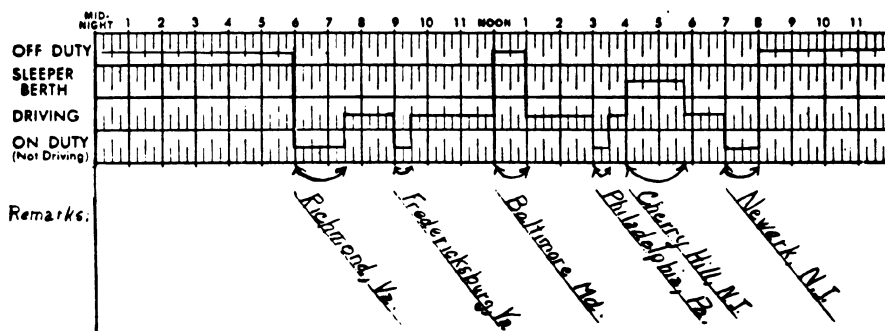 MID-NIGHT 1 2 3 4 5 6 7 8 9 10 11 NOON 1 2 3 4 5 6 7 8 9 10 11
OFF DUTY
SLEEPER
BERTH
DRIVING
ON DUTY
(Not Driving)
Remarks:
Richmond, Va.
Fredericksburg, Va.
Baltimore Md.
Philadelphia, Pa.
Cherry Hill, N.J.
Newark, N.J.